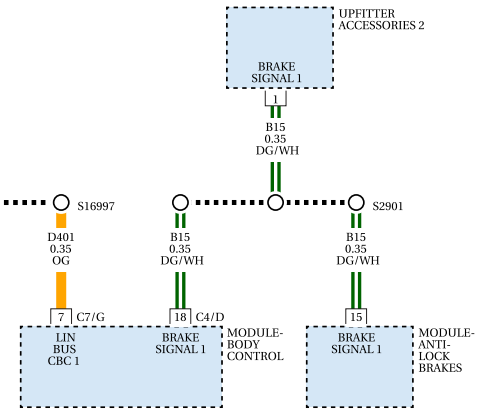 UPFITTER
ACCESSORIES 2
BRAKE
SIGNAL 1
1
B15
0.35
DG/WH
S16997
S2901
D401
0.35
OG
B15
0.35
DG/WH
B15
0.35
DG/WH
7
C7/G
18
C4/D
15
LIN
BUS
CBC 1
BRAKE
SIGNAL 1
MODULE-
BODY
CONTROL
BRAKE
SIGNAL 1
MODULE-
ANTI-
LOCK
BRAKES